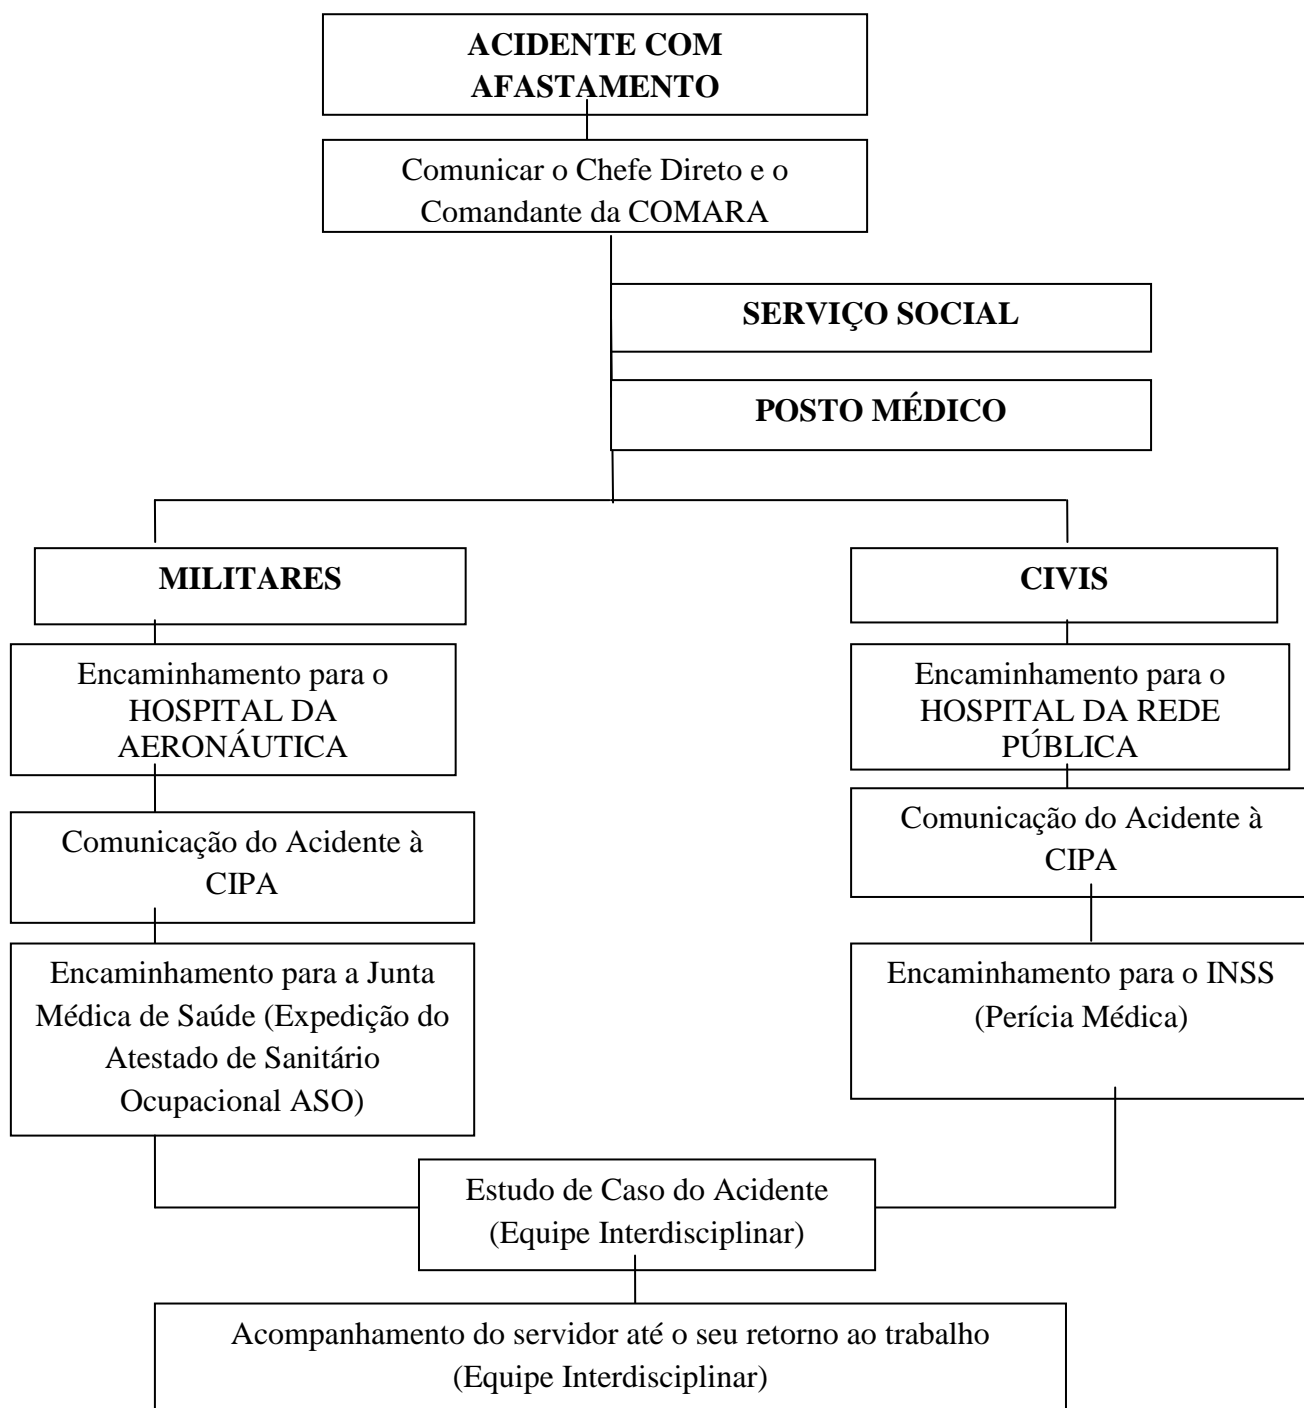 ACIDENTE COM
AFASTAMENTO
Comunicar o Chefe Direto e o
Comandante da COMARA
SERVIÇO SOCIAL
POSTO MÉDICO
MILITARES
Encaminhamento para o
HOSPITAL DA
AERONÁUTICA
Comunicação do Acidente à
CIPA
Encaminhamento para a Junta
Médica de Saúde (Expedição do
Atestado de Sanitário
Ocupacional ASO)
CIVIS
Encaminhamento para o
HOSPITAL DA REDE
PÚBLICA
Comunicação do Acidente à
CIPA
Encaminhamento para o INSS
(Perícia Médica)
Estudo de Caso do Acidente
(Equipe Interdisciplinar)
Acompanhamento do servidor até o seu retorno ao trabalho
(Equipe Interdisciplinar)